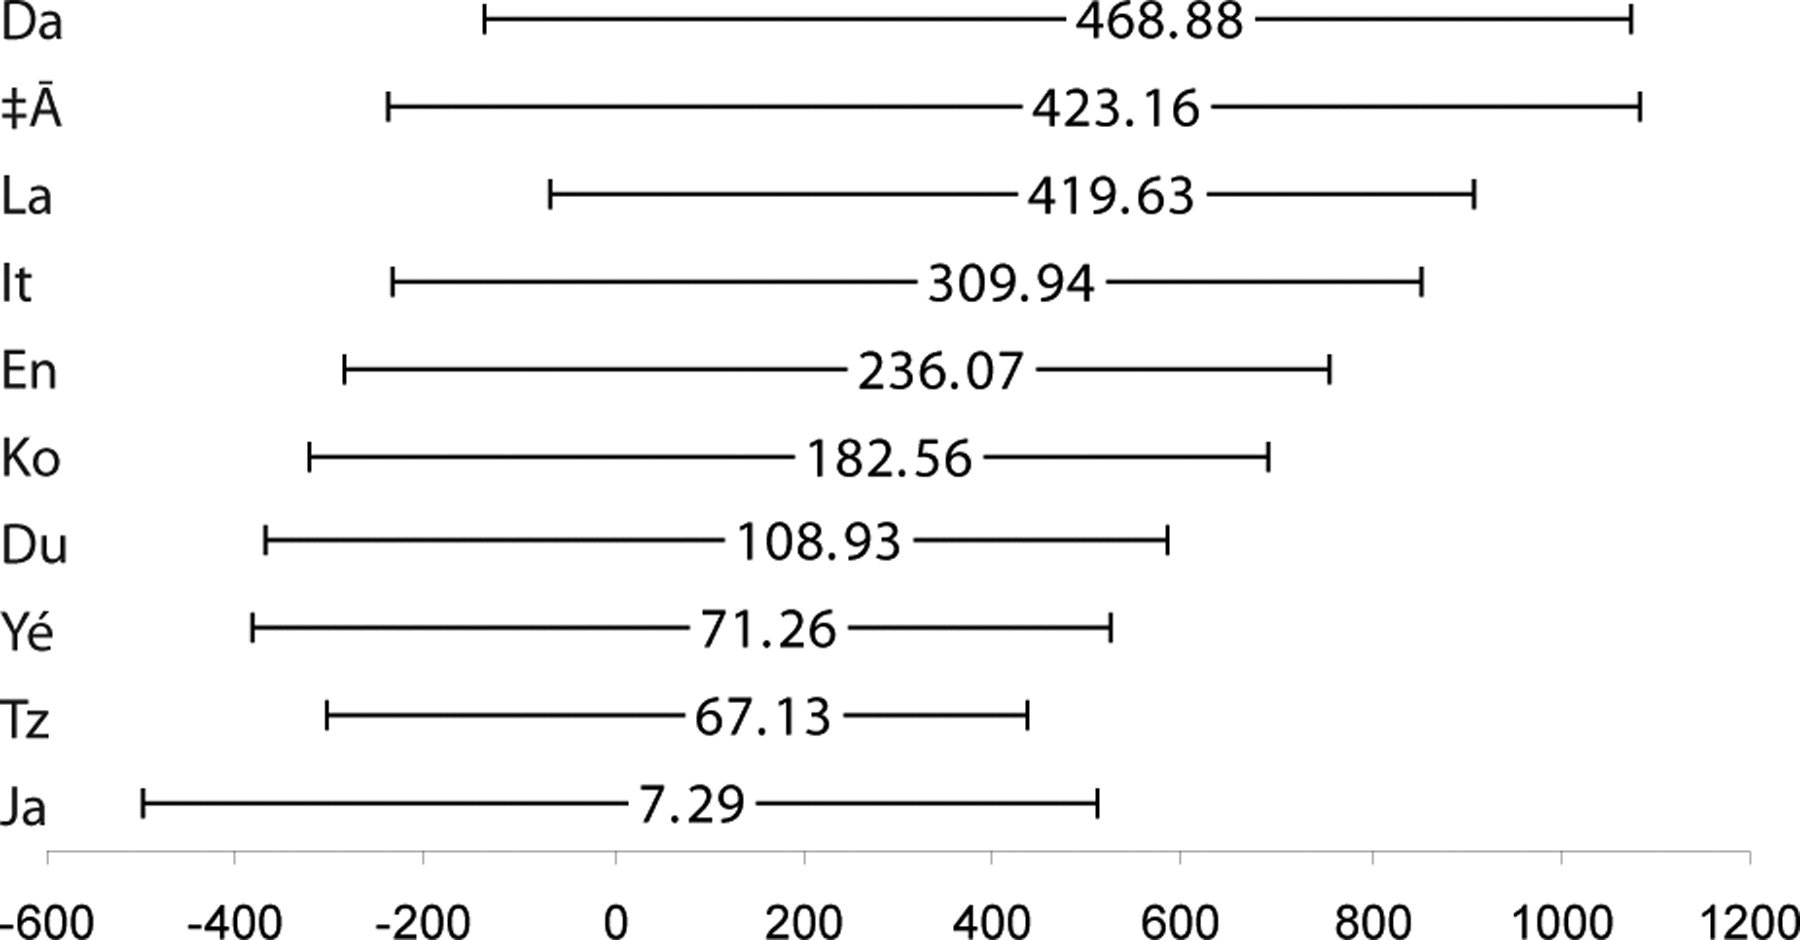 Da 468.88
‡Ā 423.16
La 419.63
It 309.94
En 236.07
Ko 182.56
Du 108.93
Yé 71.26
Tz 67.13
Ja 7.29
-600 -400 -200 0 200 400 600 800 1000 1200